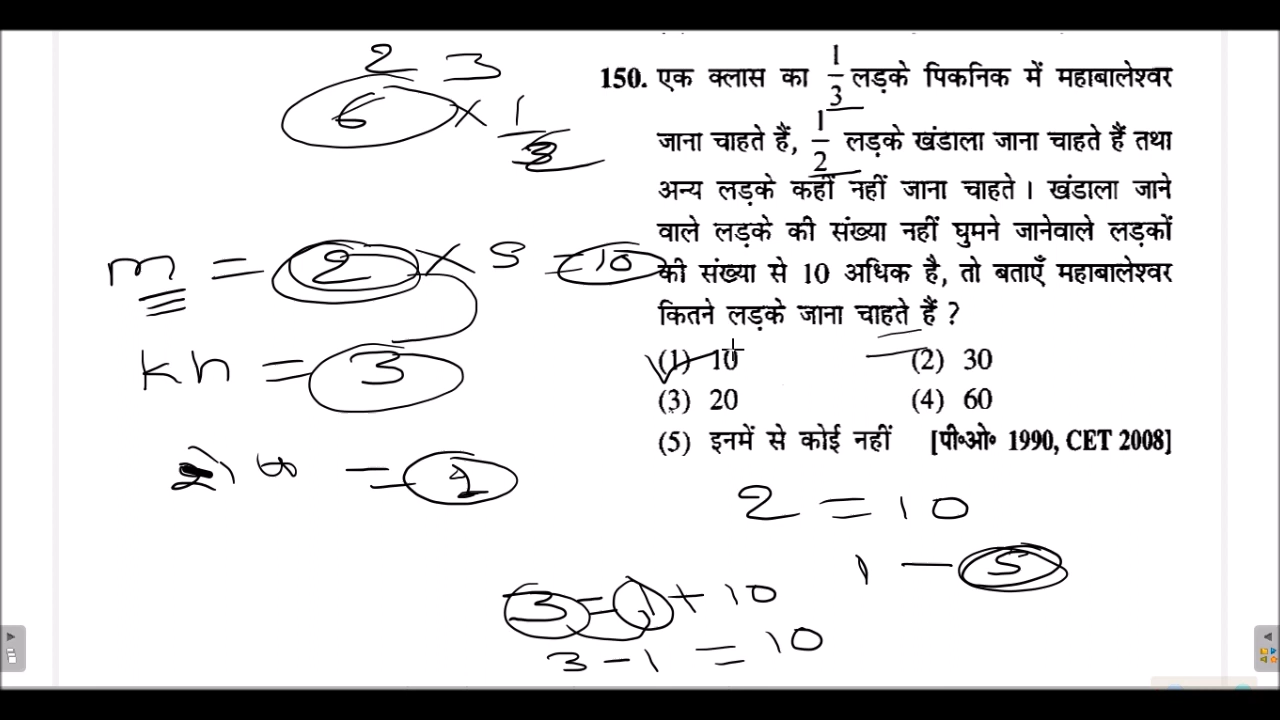 2 3
6 × 1/3
150. एक क्लास का 1/3 लड़के पिकनिक में महाबालेश्वर
जाना चाहते हैं, 1/2 लड़के खंडाला जाना चाहते हैं तथा
अन्य लड़के कहीं नहीं जाना चाहते । खंडाला जाने
वाले लड़के की संख्या नहीं घुमने जानेवाले लड़कों
की संख्या से 10 अधिक है, तो बताएँ महाबालेश्वर
कितने लड़के जाना चाहते हैं ?
(1) 10 (2) 30
(3) 20 (4) 60
(5) इनमें से कोई नहीं [पी॰ओ॰ 1990, CET 2008]
m = 2 × 5 = 10
kh = 3
= 1
2 = 10
1 — 5
3 = 1 + 10
3 - 1 = 10